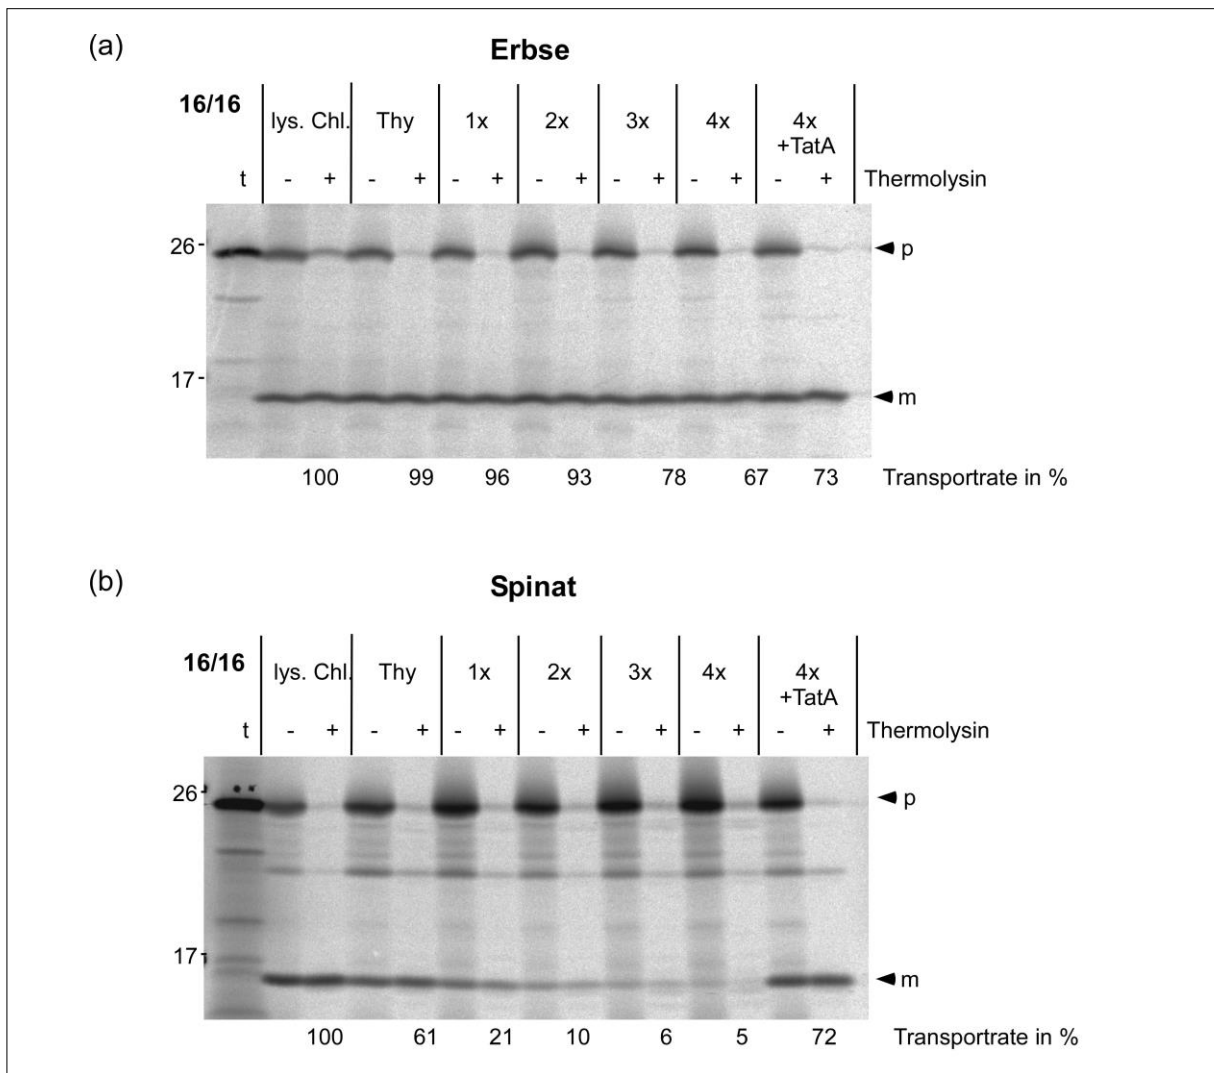 (a)
Erbse
16/16 lys. Chl. Thy 1x 2x 3x 4x 4x
+TatA
t - + - + - + - + - + - + - + Thermolysin
26- p
17- m
100 99 96 93 78 67 73 Transportrate in %
(b)
Spinat
16/16 lys. Chl. Thy 1x 2x 3x 4x 4x
+TatA
t - + - + - + - + - + - + - + Thermolysin
26- p
17- m
100 61 21 10 6 5 72 Transportrate in %